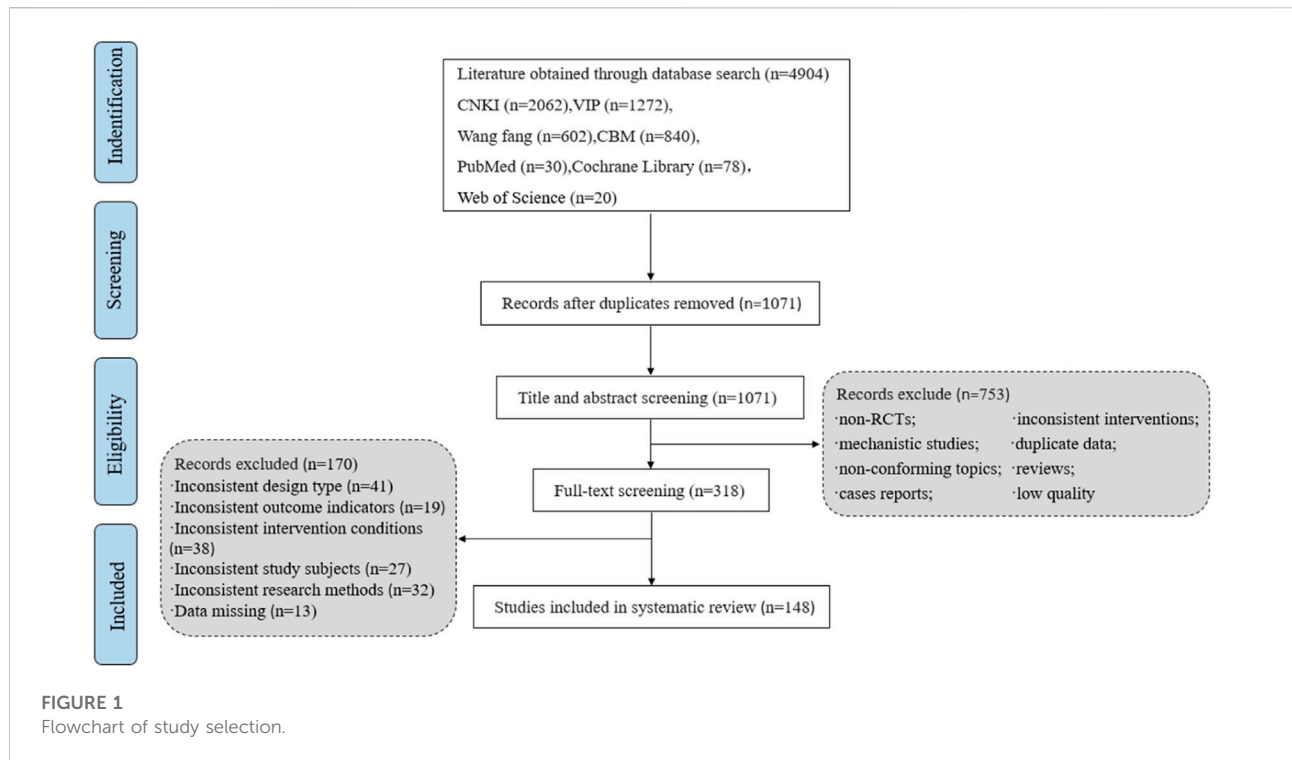 Indentification
Literature obtained through database search (n=4904)
CNKI (n=2062),VIP (n=1272),
Wang fang (n=602),CBM (n=840),
PubMed (n=30),Cochrane Library (n=78)，
Web of Science (n=20)
Screening
Records after duplicates removed (n=1071)
Eligibility
Title and abstract screening (n=1071)
Records exclude (n=753)
·non-RCTs; ·inconsistent interventions;
·mechanistic studies; ·duplicate data;
·non-conforming topics; ·reviews;
·cases reports; ·low quality
Full-text screening (n=318)
Records excluded (n=170)
·Inconsistent design type (n=41)
·Inconsistent outcome indicators (n=19)
·Inconsistent intervention conditions
(n=38)
·Inconsistent study subjects (n=27)
·Inconsistent research methods (n=32)
·Data missing (n=13)
Included
Studies included in systematic review (n=148)
FIGURE 1
Flowchart of study selection.